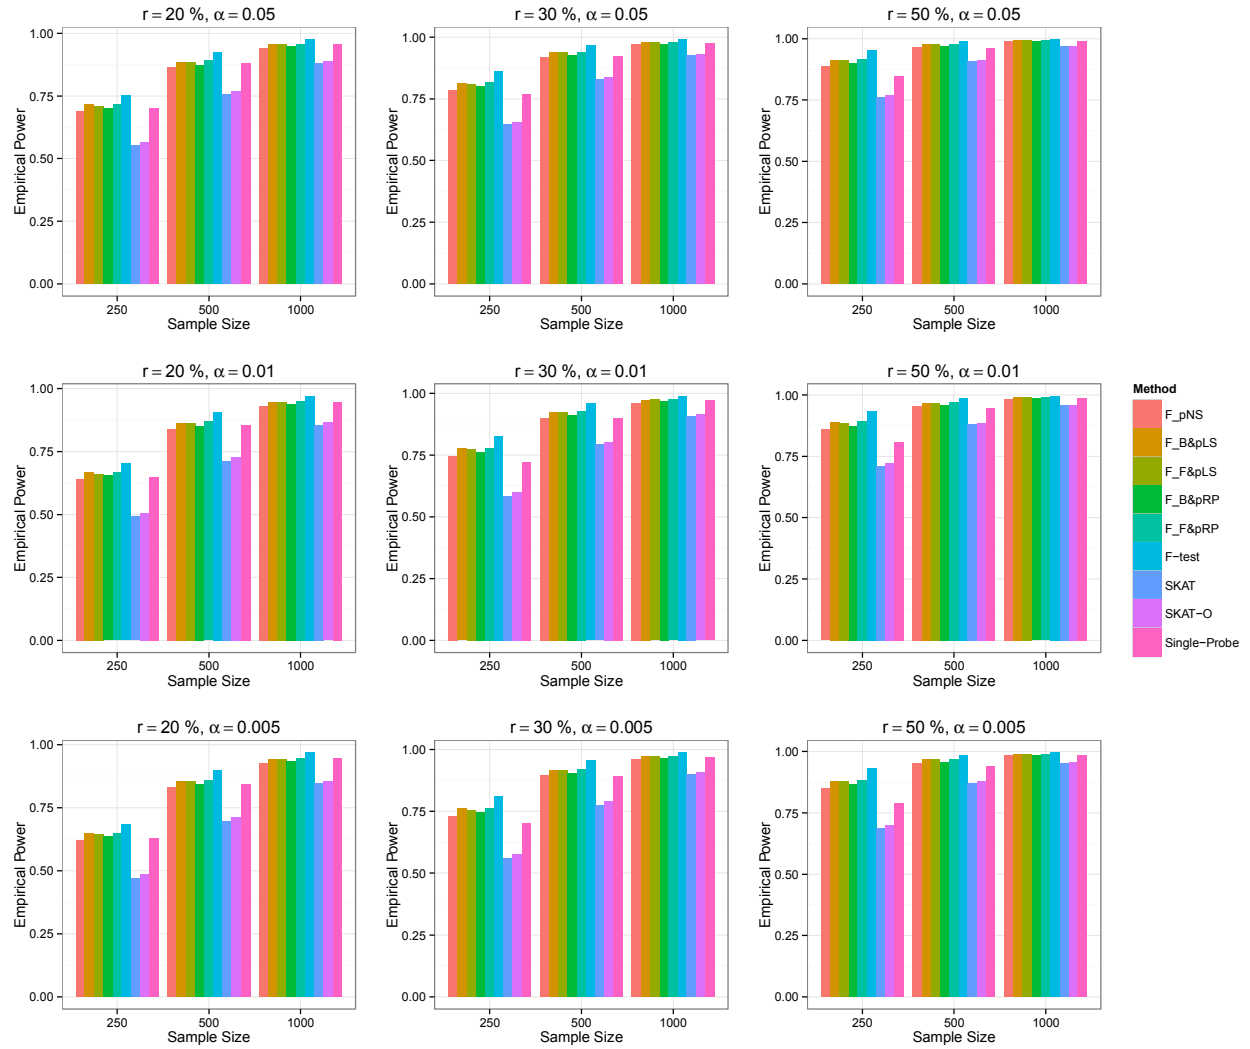 r = 20 %, α = 0.05
Empirical Power
1.00
0.75
0.50
0.25
0.00
250 500 1000
Sample Size
r = 30 %, α = 0.05
Empirical Power
1.00
0.75
0.50
0.25
0.00
250 500 1000
Sample Size
r = 50 %, α = 0.05
Empirical Power
1.00
0.75
0.50
0.25
0.00
250 500 1000
Sample Size
r = 20 %, α = 0.01
Empirical Power
1.00
0.75
0.50
0.25
0.00
250 500 1000
Sample Size
r = 30 %, α = 0.01
Empirical Power
1.00
0.75
0.50
0.25
0.00
250 500 1000
Sample Size
r = 50 %, α = 0.01
Empirical Power
1.00
0.75
0.50
0.25
0.00
250 500 1000
Sample Size
Method
F_pNS
F_B&pLS
F_F&pLS
F_B&pRP
F_F&pRP
F−test
SKAT
SKAT−O
Single−Probe
r = 20 %, α = 0.005
Empirical Power
1.00
0.75
0.50
0.25
0.00
250 500 1000
Sample Size
r = 30 %, α = 0.005
Empirical Power
1.00
0.75
0.50
0.25
0.00
250 500 1000
Sample Size
r = 50 %, α = 0.005
Empirical Power
1.00
0.75
0.50
0.25
0.00
250 500 1000
Sample Size